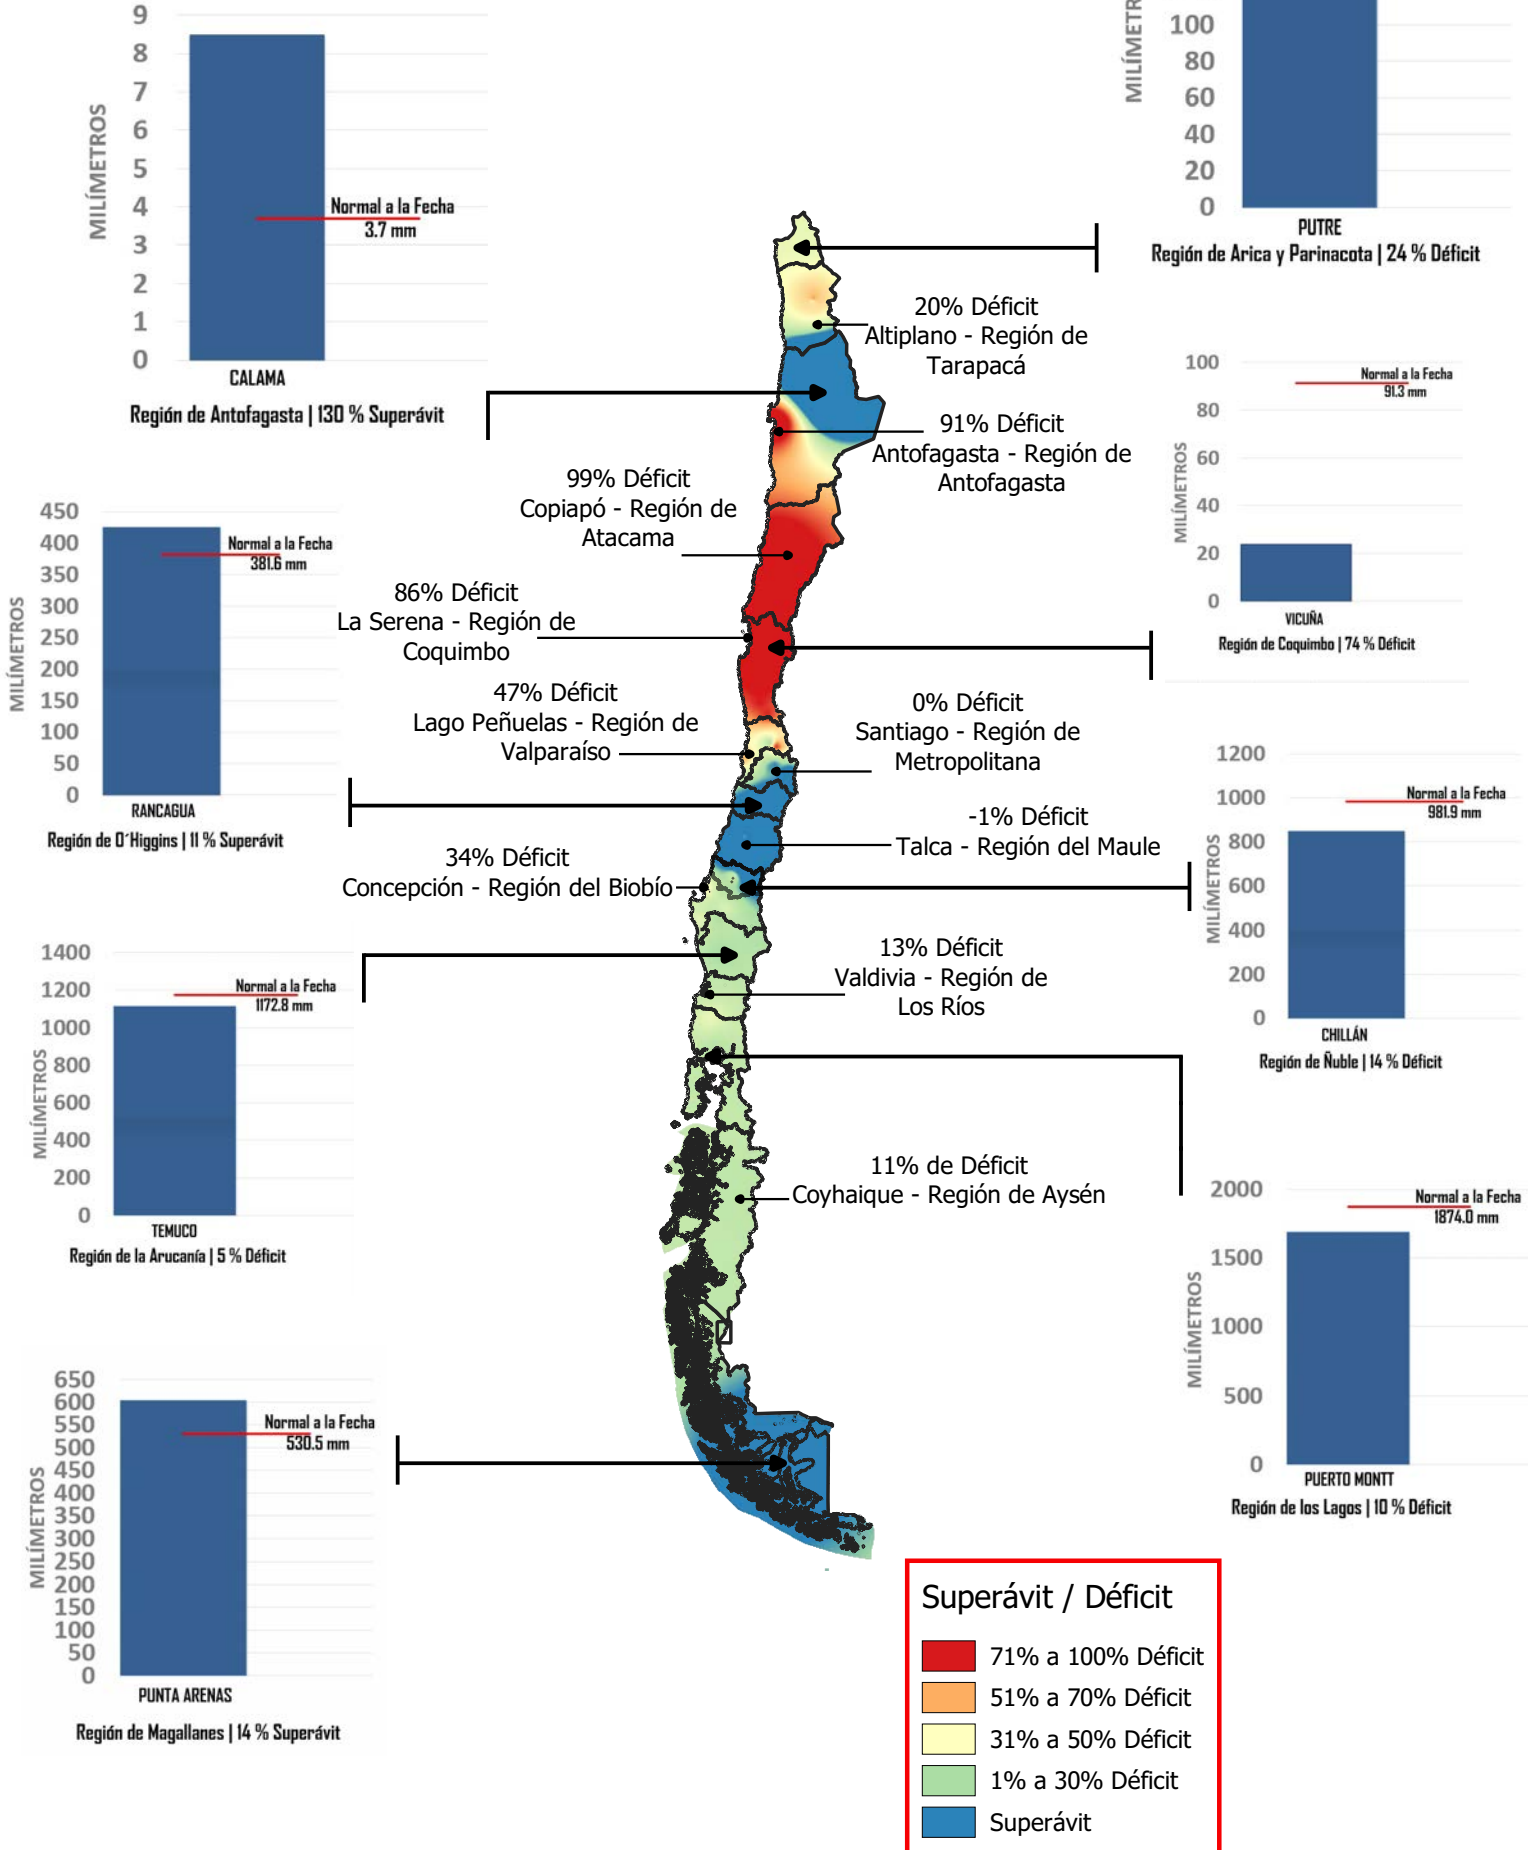 9
8
7
6
5
4
3
2
1
0
MILÍMETROS
Normal a la Fecha
3.7 mm
CALAMA
Región de Antofagasta | 130 % Superávit
100
80
60
40
20
0
MILÍMETR
PUTRE
Región de Arica y Parinacota | 24 % Déficit
20% Déficit
Altiplano - Región de
Tarapacá
91% Déficit
Antofagasta - Región de
Antofagasta
100
80
60
40
20
0
MILÍMETROS
Normal a la Fecha
91.3 mm
VICUÑA
Región de Coquimbo | 74 % Déficit
99% Déficit
Copiapó - Región de
Atacama
450
400
350
300
250
200
150
100
50
0
MILÍMETROS
Normal a la Fecha
381.6 mm
RANCAGUA
Región de O´Higgins | 11 % Superávit
86% Déficit
La Serena - Región de
Coquimbo
47% Déficit
Lago Peñuelas - Región de
Valparaíso
0% Déficit
Santiago - Región de
Metropolitana
-1% Déficit
Talca - Región del Maule
34% Déficit
Concepción - Región del Biobío
1200
1000
800
600
400
200
0
MILÍMETROS
Normal a la Fecha
981.9 mm
CHILLÁN
Región de Ñuble | 14 % Déficit
1400
1200
1000
800
600
400
200
0
MILÍMETROS
Normal a la Fecha
1172.8 mm
TEMUCO
Región de la Arucanía | 5 % Déficit
13% Déficit
Valdivia - Región de
Los Ríos
11% de Déficit
Coyhaique - Región de Aysén
2000
1500
1000
500
0
MILÍMETROS
Normal a la Fecha
1874.0 mm
PUERTO MONTT
Región de los Lagos | 10 % Déficit
650
600
550
500
450
400
350
300
250
200
150
100
50
0
MILÍMETROS
Normal a la Fecha
530.5 mm
PUNTA ARENAS
Región de Magallanes | 14 % Superávit
Superávit / Déficit
71% a 100% Déficit
51% a 70% Déficit
31% a 50% Déficit
1% a 30% Déficit
Superávit